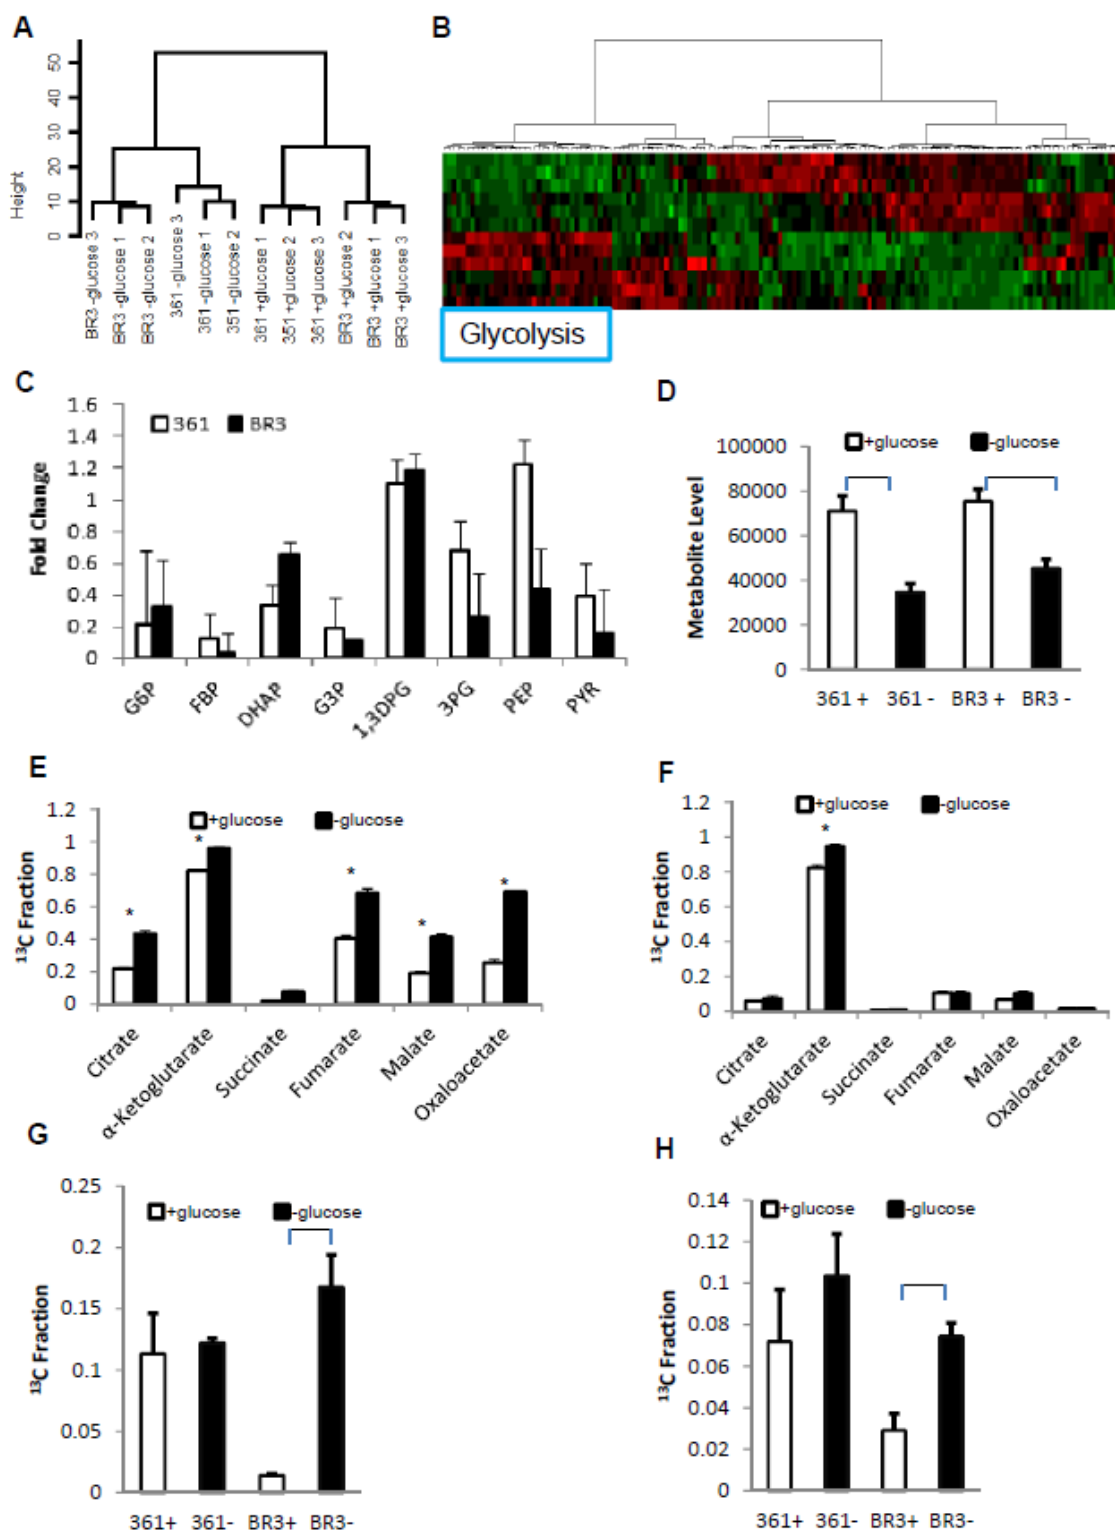 A
B
50
40
30
20
10
0
Height
BR3 -glucose 3
BR3 -glucose 1
BR3 -glucose 2
361 -glucose 3
361 -glucose 1
351 -glucose 2
361 +glucose 1
351 +glucose 2
361 +glucose 3
BR3 +glucose 2
BR3 +glucose 1
BR3 +glucose 3
Glycolysis
C
1.6
1.4
1.2
1
0.8
0.6
0.4
0.2
0
Fold Change
361 BR3
G6P
FBP
DHAP
G3P
1,3DPG
3PG
PEP
PYR
D
100000
80000
60000
40000
20000
0
Metabolite Level
+glucose -glucose
361 + 361 - BR3 + BR3 -
E
1.2
1
0.8
0.6
0.4
0.2
0
¹³C Fraction
+glucose -glucose
* * * * *
Citrate
α-Ketoglutarate
Succinate
Fumarate
Malate
Oxaloacetate
F
1.2
1
0.8
0.6
0.4
0.2
0
¹³C Fraction
+glucose -glucose
*
Citrate
α-Ketoglutarate
Succinate
Fumarate
Malate
Oxaloacetate
G
0.25
0.2
0.15
0.1
0.05
0
¹³C Fraction
+glucose -glucose
361+ 361- BR3+ BR3-
H
0.14
0.12
0.1
0.08
0.06
0.04
0.02
0
¹³C Fraction
+glucose -glucose
361+ 361- BR3+ BR3-